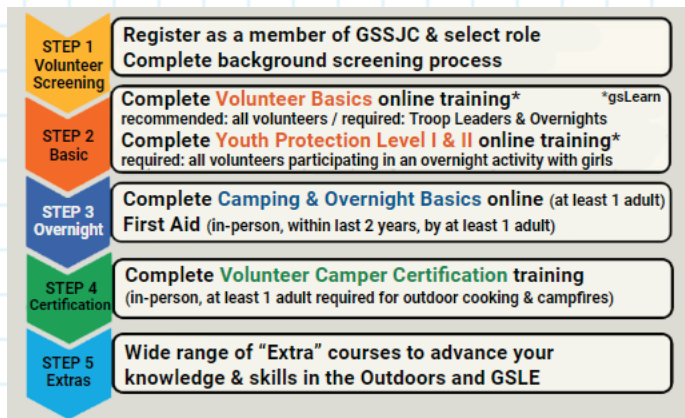 STEP 1
Volunteer
Screening
Register as a member of GSSJC & select role
Complete background screening process
STEP 2
Basic
Complete Volunteer Basics online training* *gsLearn
recommended: all volunteers / required: Troop Leaders & Overnights
Complete Youth Protection Level I & II online training*
required: all volunteers participating in an overnight activity with girls
STEP 3
Overnight
Complete Camping & Overnight Basics online (at least 1 adult)
First Aid (in-person, within last 2 years, by at least 1 adult)
STEP 4
Certification
Complete Volunteer Camper Certification training
(in-person, at least 1 adult required for outdoor cooking & campfires)
STEP 5
Extras
Wide range of “Extra” courses to advance your
knowledge & skills in the Outdoors and GSLE